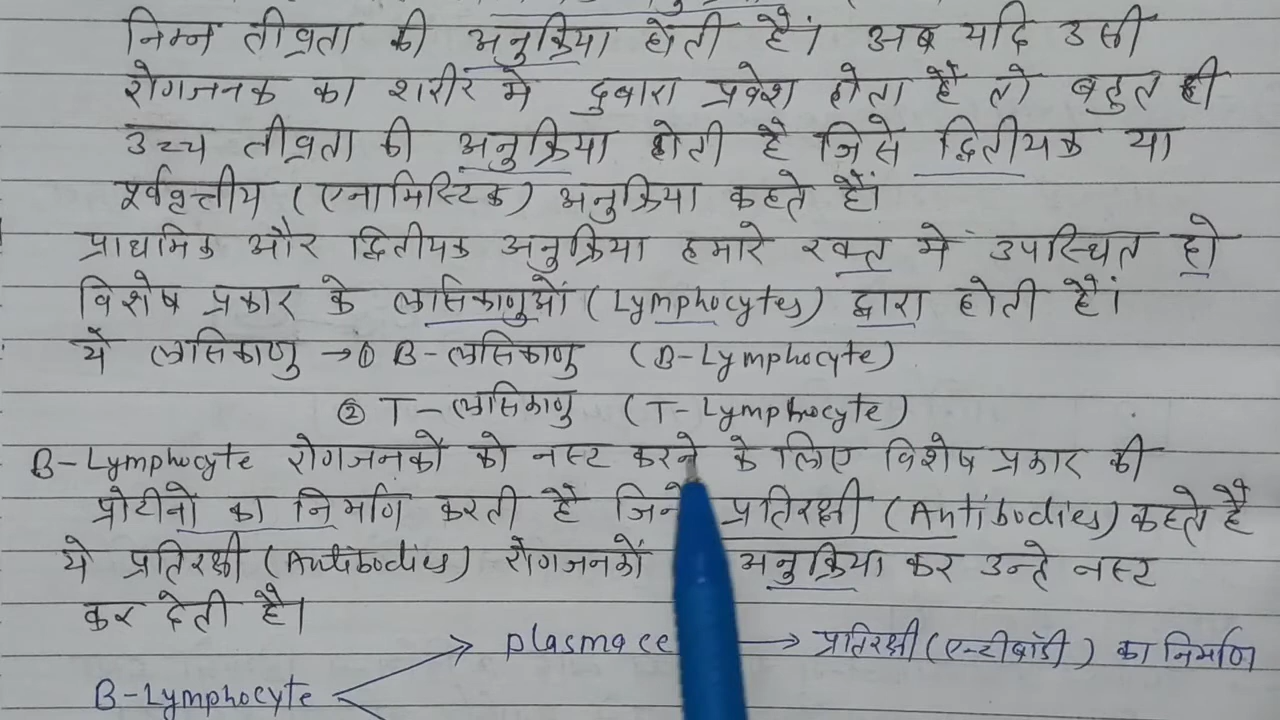 निम्न तीव्रता की अनुक्रिया होती है। अब यदि उसी
रोगजनक का शरीर मे दुबारा प्रवेश होता है तो बहुत ही
उच्च तीव्रता की अनुक्रिया होती है जिसे द्वितीयक या
पूर्ववृत्तीय (एनामिस्टिक) अनुक्रिया कहते हैं।
प्राथमिक और द्वितीयक अनुक्रिया हमारे रक्त में उपस्थित दो
विशेष प्रकार के लसिकाणुओं (Lymphocytes) द्वारा होती है।
ये लसिकाणु → ① B-लसिकाणु (B-Lymphocyte)
② T-लसिकाणु (T-Lymphocyte)
B-Lymphocyte रोगजनकों को नस्ट करने के लिए विशेष प्रकार की
प्रोटीनों का निर्माण करती है प्रतिरक्षी (Antibodies) कहते हैं
ये प्रतिरक्षी (Antibodies) रोगजनकों अनुक्रिया कर उन्हे नस्ट
कर देती है।
→ plasma → प्रतिरक्षी (एन्टीबॉडी) का निर्माण
B-Lymphocyte